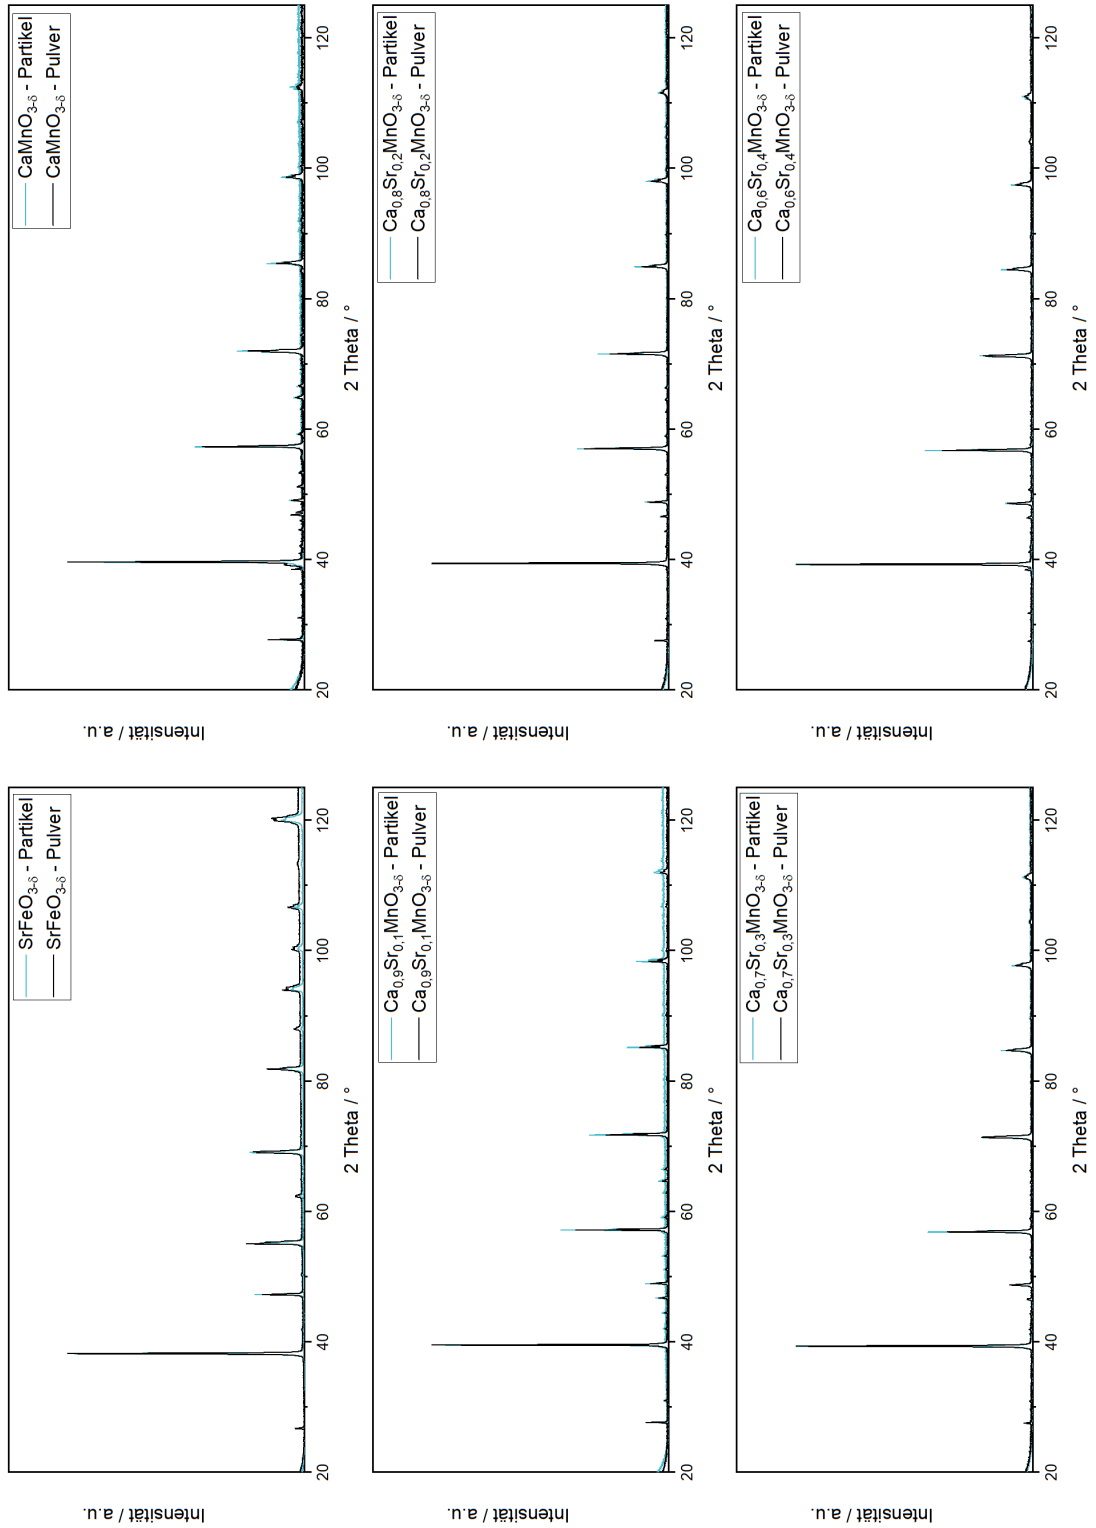 SrFeO3-δ - Partikel
SrFeO3-δ - Pulver
Intensität / a.u.
20 40 60 80 100 120
2 Theta / °
CaMnO3-δ - Partikel
CaMnO3-δ - Pulver
Intensität / a.u.
20 40 60 80 100 120
2 Theta / °
Ca0,9Sr0,1MnO3-δ - Partikel
Ca0,9Sr0,1MnO3-δ - Pulver
Intensität / a.u.
20 40 60 80 100 120
2 Theta / °
Ca0,8Sr0,2MnO3-δ - Partikel
Ca0,8Sr0,2MnO3-δ - Pulver
Intensität / a.u.
20 40 60 80 100 120
2 Theta / °
Ca0,7Sr0,3MnO3-δ - Partikel
Ca0,7Sr0,3MnO3-δ - Pulver
Intensität / a.u.
20 40 60 80 100 120
2 Theta / °
Ca0,6Sr0,4MnO3-δ - Partikel
Ca0,6Sr0,4MnO3-δ - Pulver
Intensität / a.u.
20 40 60 80 100 120
2 Theta / °